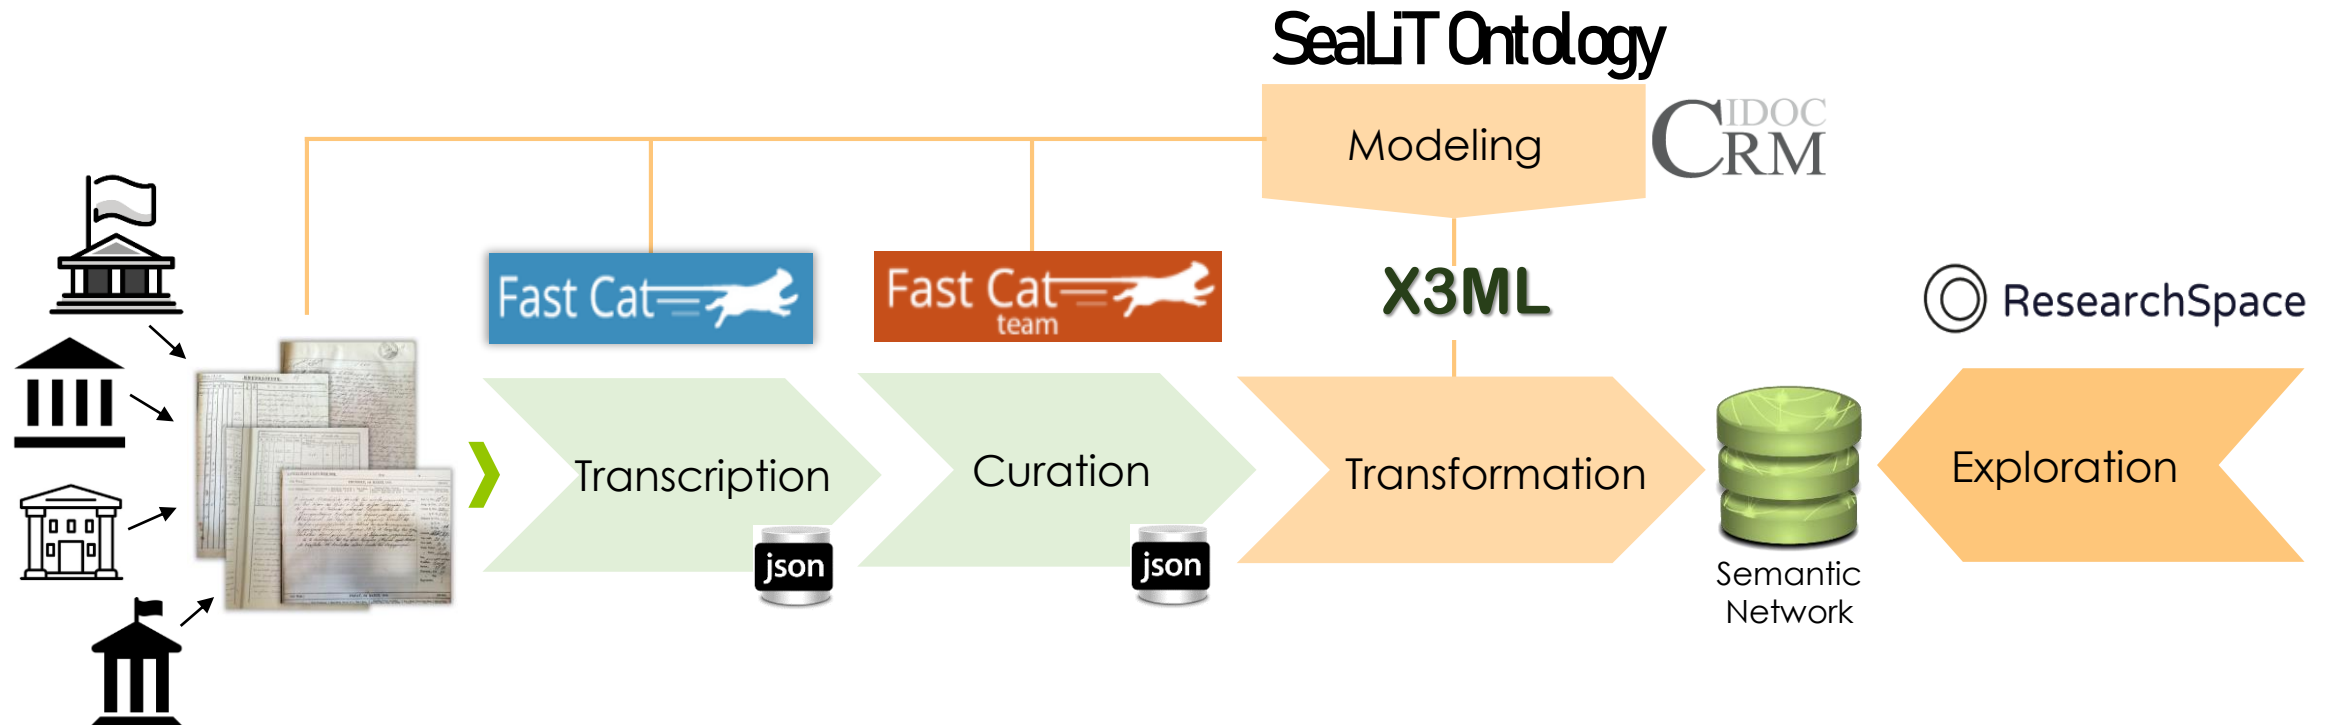 SeaLiT Ontology
Modeling
CIDOC
CRM
Fast Cat
Fast Cat
team
X3ML
ResearchSpace
Transcription
json
Curation
json
Transformation
Semantic
Network
Exploration